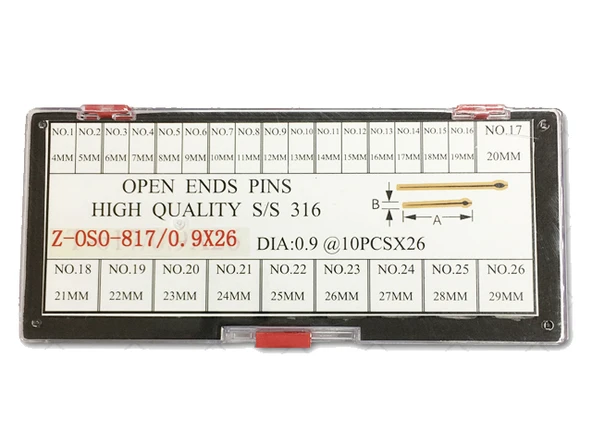 NO.1 NO.2 NO.3 NO.4 NO.5 NO.6 NO.7 NO.8 NO.9 NO.10 NO.11 NO.12 NO.13 NO.14 NO.15 NO.16 NO.17
4MM 5MM 6MM 7MM 8MM 9MM 10MM 11MM 12MM 13MM 14MM 15MM 16MM 17MM 18MM 19MM 20MM
OPEN ENDS PINS
HIGH QUALITY S/S 316
B
A
Z-OSO-817/0.9X26 DIA:0.9 @10PCSX26
NO.18 NO.19 NO.20 NO.21 NO.22 NO.23 NO.24 NO.25 NO.26
21MM 22MM 23MM 24MM 25MM 26MM 27MM 28MM 29MM